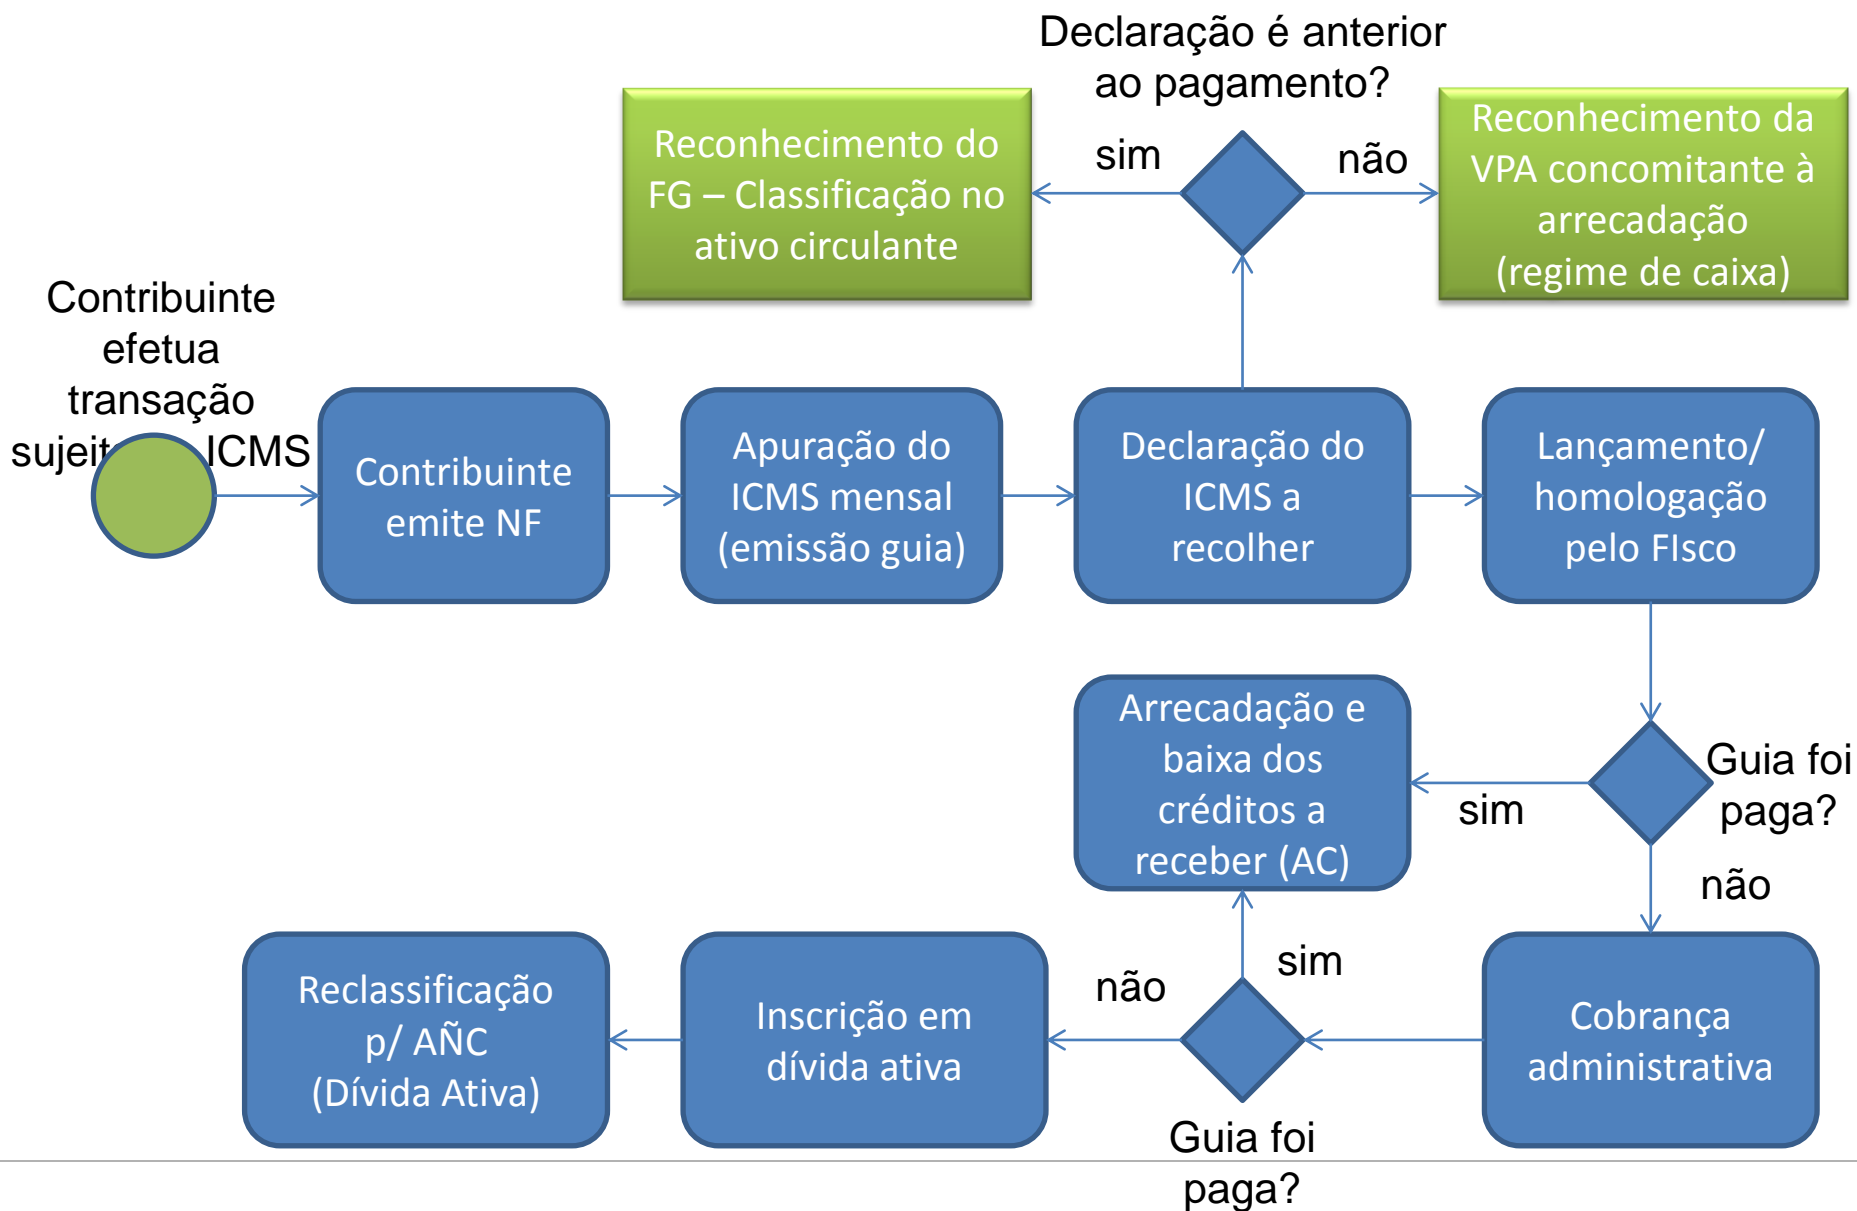 Declaração é anterior
ao pagamento?
Reconhecimento do
FG – Classificação no
ativo circulante
sim
não
Reconhecimento da
VPA concomitante à
arrecadação
(regime de caixa)
Contribuinte
efetua
transação
ICMS
Contribuinte
emite NF
Apuração do
ICMS mensal
(emissão guia)
Declaração do
ICMS a
recolher
Lançamento/
homologação
pelo FIsco
Arrecadação e
baixa dos
créditos a
receber (AC)
sim
Guia foi
paga?
não
Reclassificação
p/ AÑC
(Dívida Ativa)
Inscrição em
dívida ativa
não
sim
Cobrança
administrativa
Guia foi
paga?